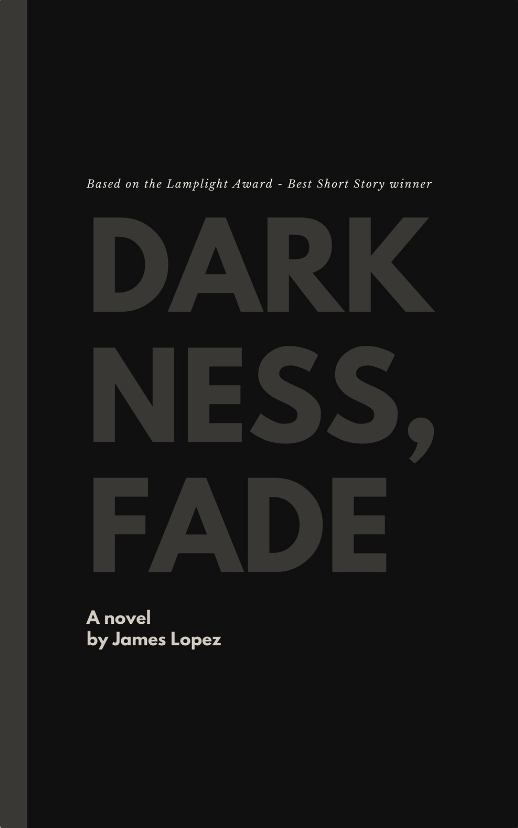 Based on the Lamplight Award - Best Short Story winner
DARK
NESS,
FADE
A novel
by James Lopez